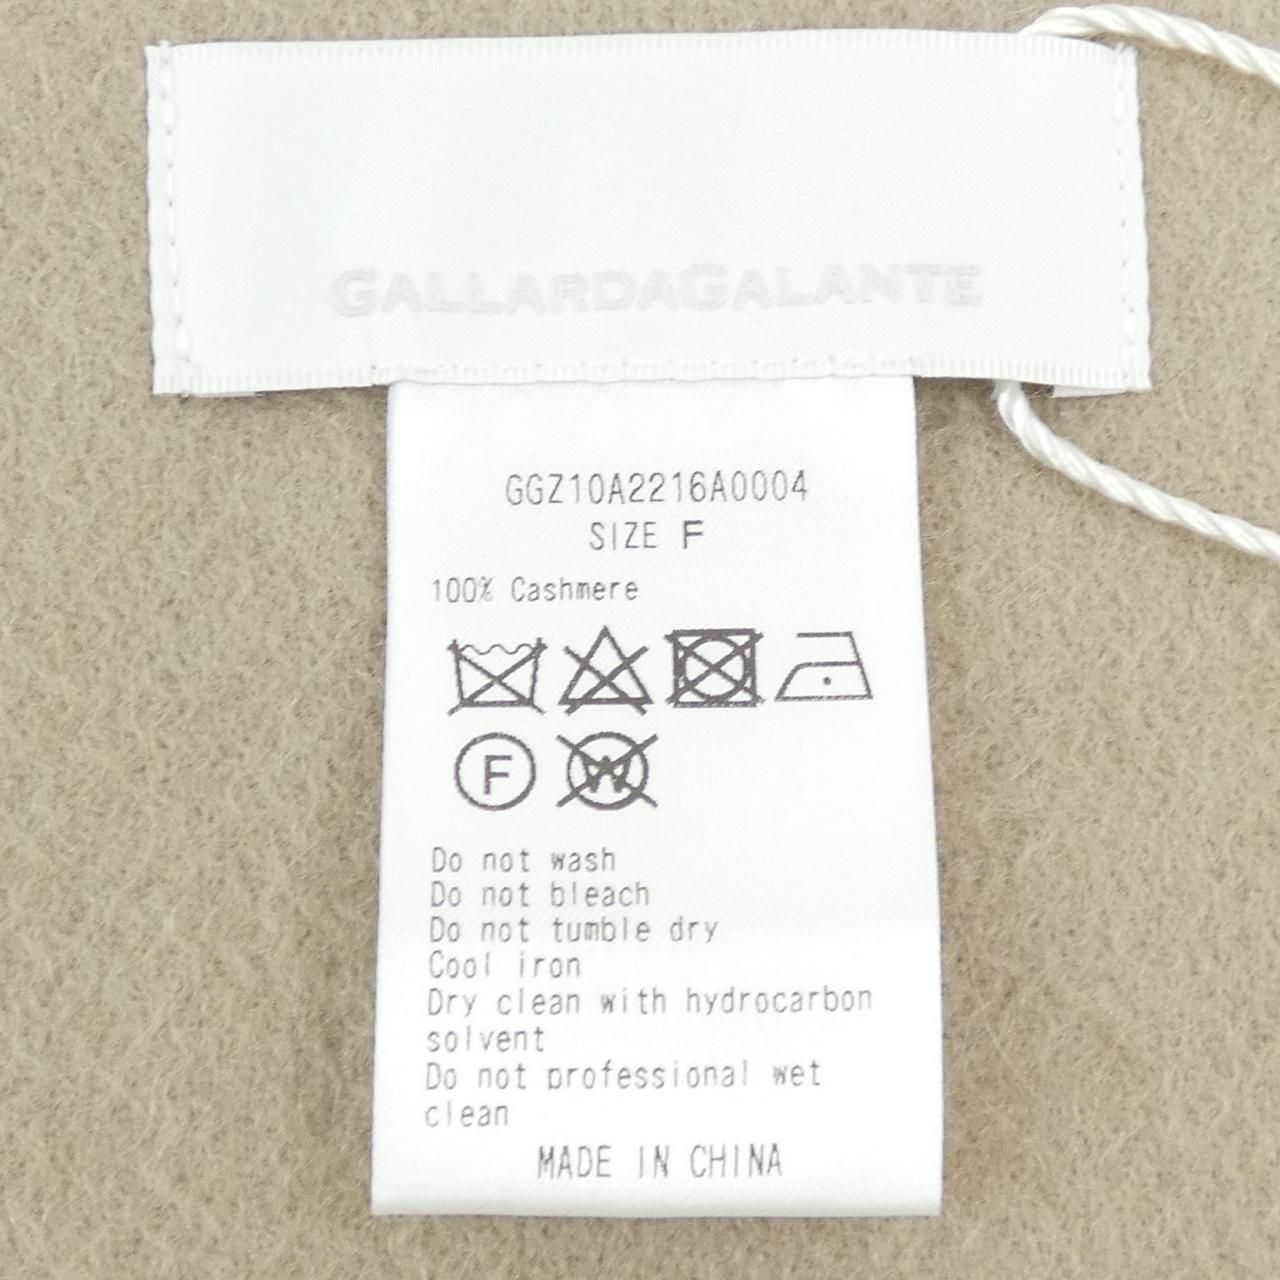 GALLARDAGALANTE
GGZ10A2216A0004
SIZE F
100% Cashmere
F
W
Do not wash
Do not bleach
Do not tumble dry
Cool iron
Dry clean with hydrocarbon
solvent
Do not professional wet
clean
MADE IN CHINA